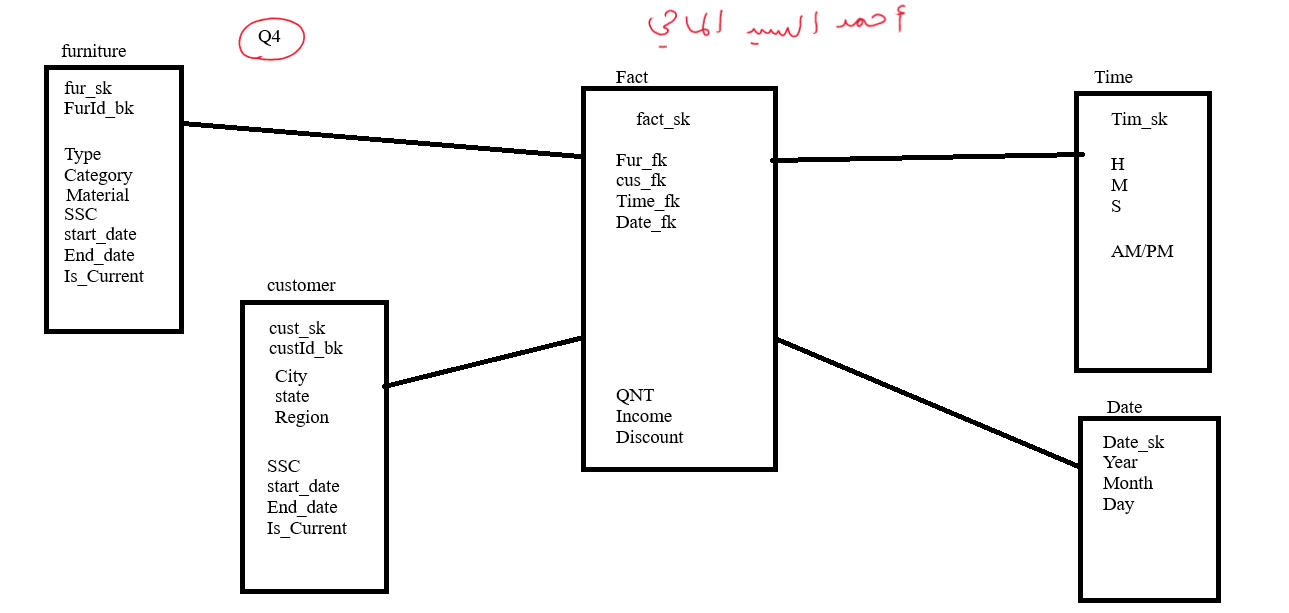 Q4
أحمد السيد الماحي
furniture
fur_sk
FurId_bk
Type
Category
Material
SSC
start_date
End_date
Is_Current
customer
cust_sk
custId_bk
City
state
Region
SSC
start_date
End_date
Is_Current
Fact
fact_sk
Fur_fk
cus_fk
Time_fk
Date_fk
QNT
Income
Discount
Time
Tim_sk
H
M
S
AM/PM
Date
Date_sk
Year
Month
Day